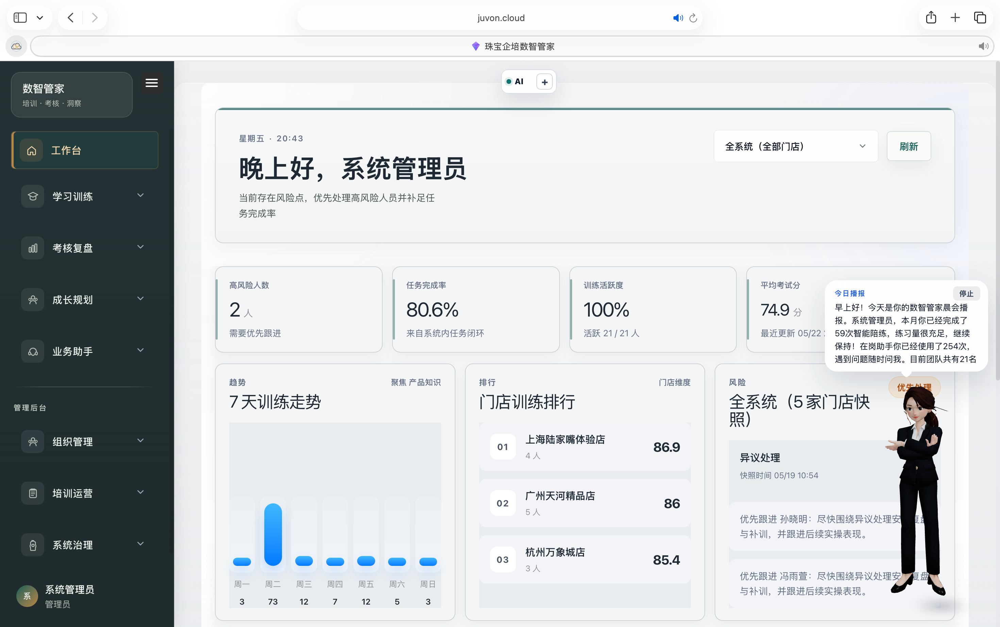 juvon.cloud
珠宝企培数智管家
数智管家
培训 · 考核 · 洞察
工作台
学习训练
考核复盘
成长规划
业务助手
管理后台
组织管理
培训运营
系统治理
系
系统管理员
管理员
AI
+
星期五 · 20:43
晚上好，系统管理员
当前存在风险点，优先处理高风险人员并补足任
务完成率
全系统（全部门店）
刷新
高风险人数
2 人
需要优先跟进
任务完成率
80.6%
来自系统内任务闭环
训练活跃度
100%
活跃 21 / 21 人
平均考试分
74.9 分
最近更新 05/22
今日播报
停止
早上好！今天是你的数智管家晨会播
报。系统管理员，本月你已经完成了
59次智能陪练，练习量很充足，继续
保持！在岗助手你已经使用了254次，
遇到问题随时问我。目前团队共有21名
趋势
聚焦 产品知识
7 天训练走势
周一 周二 周三 周四 周五 周六 周日
3 73 12 7 12 5 3
排行
门店维度
门店训练排行
01
上海陆家嘴体验店
4 人
86.9
02
广州天河精品店
5 人
86
03
杭州万象城店
3 人
85.4
风险
优先处理
全系统（5 家门店快
照）
异议处理
快照时间 05/19 10:54
优先跟进 孙晓明：尽快围绕异议处理安 复盘
与补训，并跟进后续实操表现。
优先跟进 冯雨萱：尽快围绕异议处理安 复盘
与补训，并跟进后续实操表现。